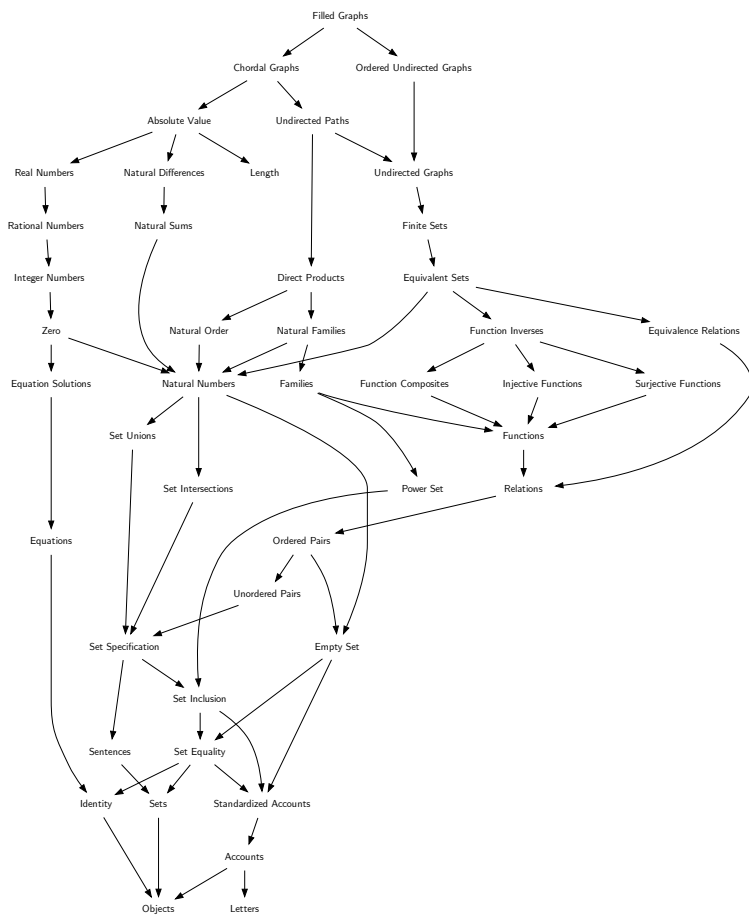 Filled Graphs
Chordal Graphs
Ordered Undirected Graphs
Absolute Value
Undirected Paths
Real Numbers
Natural Differences
Length
Undirected Graphs
Rational Numbers
Natural Sums
Finite Sets
Integer Numbers
Direct Products
Equivalent Sets
Zero
Natural Order
Natural Families
Function Inverses
Equivalence Relations
Equation Solutions
Natural Numbers
Families
Function Composites
Injective Functions
Surjective Functions
Set Unions
Functions
Set Intersections
Power Set
Relations
Equations
Ordered Pairs
Unordered Pairs
Set Specification
Empty Set
Set Inclusion
Sentences
Set Equality
Identity
Sets
Standardized Accounts
Accounts
Objects
Letters